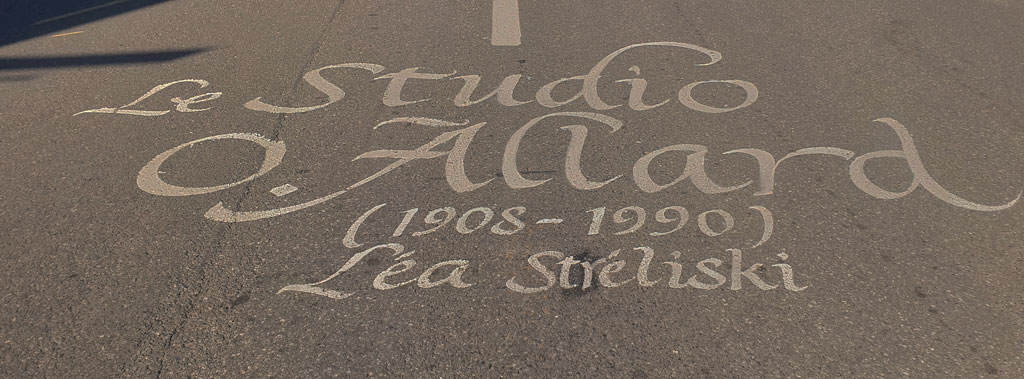 Le Studio
O. Allard
(1908-1990)
Léa Stréliski